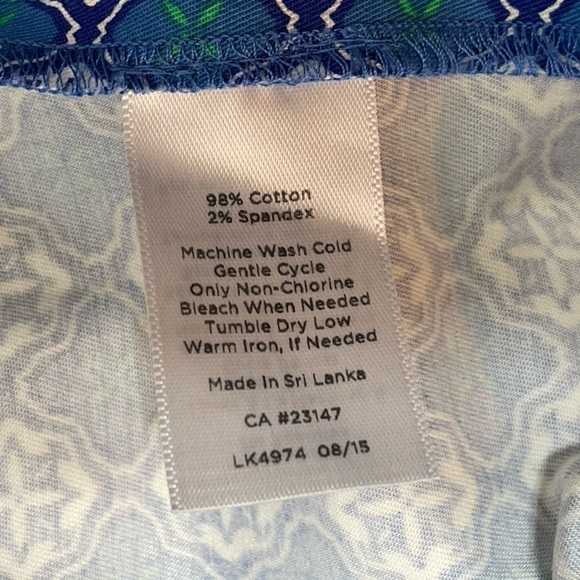 98% Cotton
2% Spandex
Machine Wash Cold
Gentle Cycle
Only Non-Chlorine
Bleach When Needed
Tumble Dry Low
Warm Iron, If Needed
Made In Sri Lanka
CA #23147
LK4974 08/15